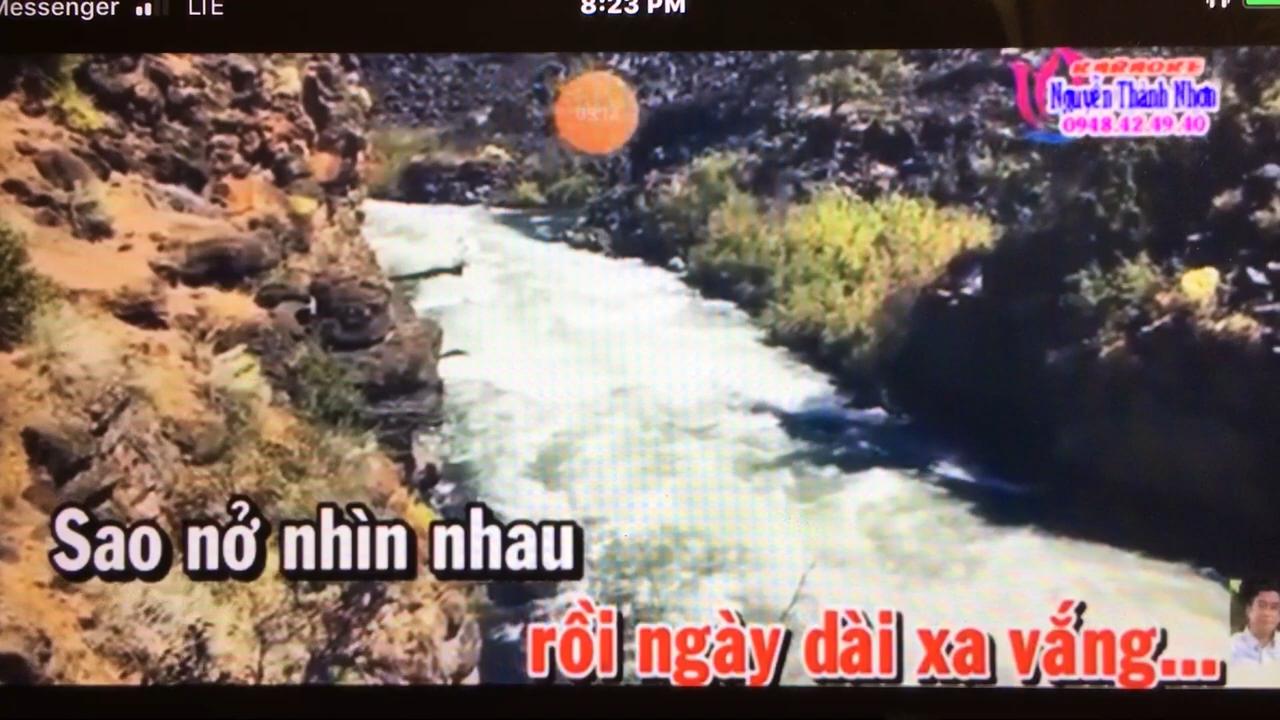 Messenger LTE 8:23 PM
KARAOKE
Nguyễn Thành Nhơn
0948.42.49.40
Sao nở nhìn nhau
rồi ngày dài xa vắng...